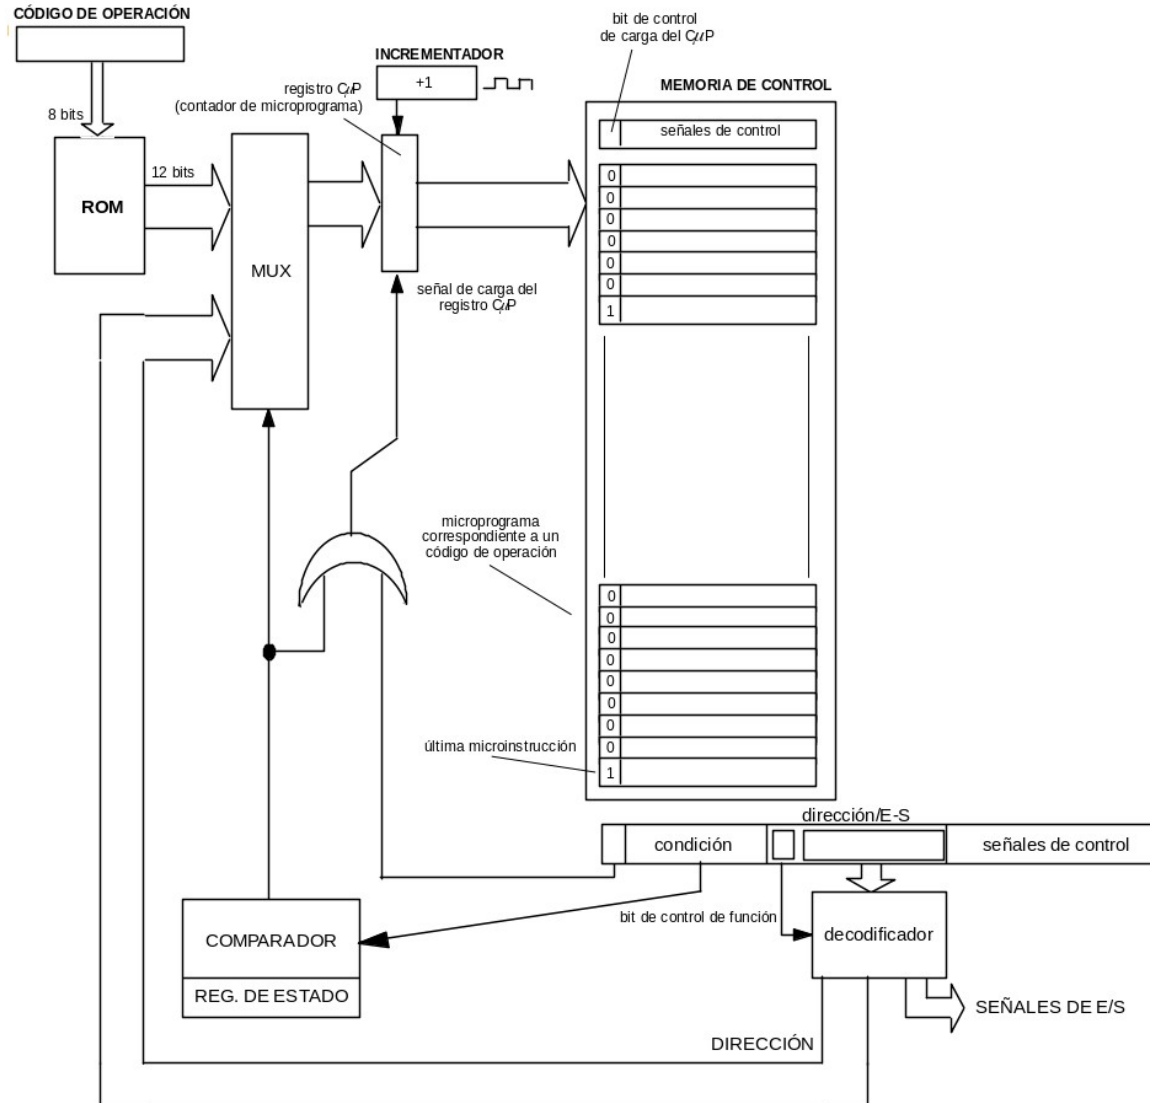 CÓDIGO DE OPERACIÓN
8 bits
ROM
12 bits
MUX
INCREMENTADOR
+1
registro CμP
(contador de microprograma)
señal de carga del
registro CμP
bit de control
de carga del CμP
MEMORIA DE CONTROL
señales de control
0
0
0
0
0
0
1
microprograma
correspondiente a un
código de operación
0
0
0
0
0
0
0
0
1
última microinstrucción
dirección/E-S
condición
señales de control
bit de control de función
decodificador
COMPARADOR
REG. DE ESTADO
SEÑALES DE E/S
DIRECCIÓN